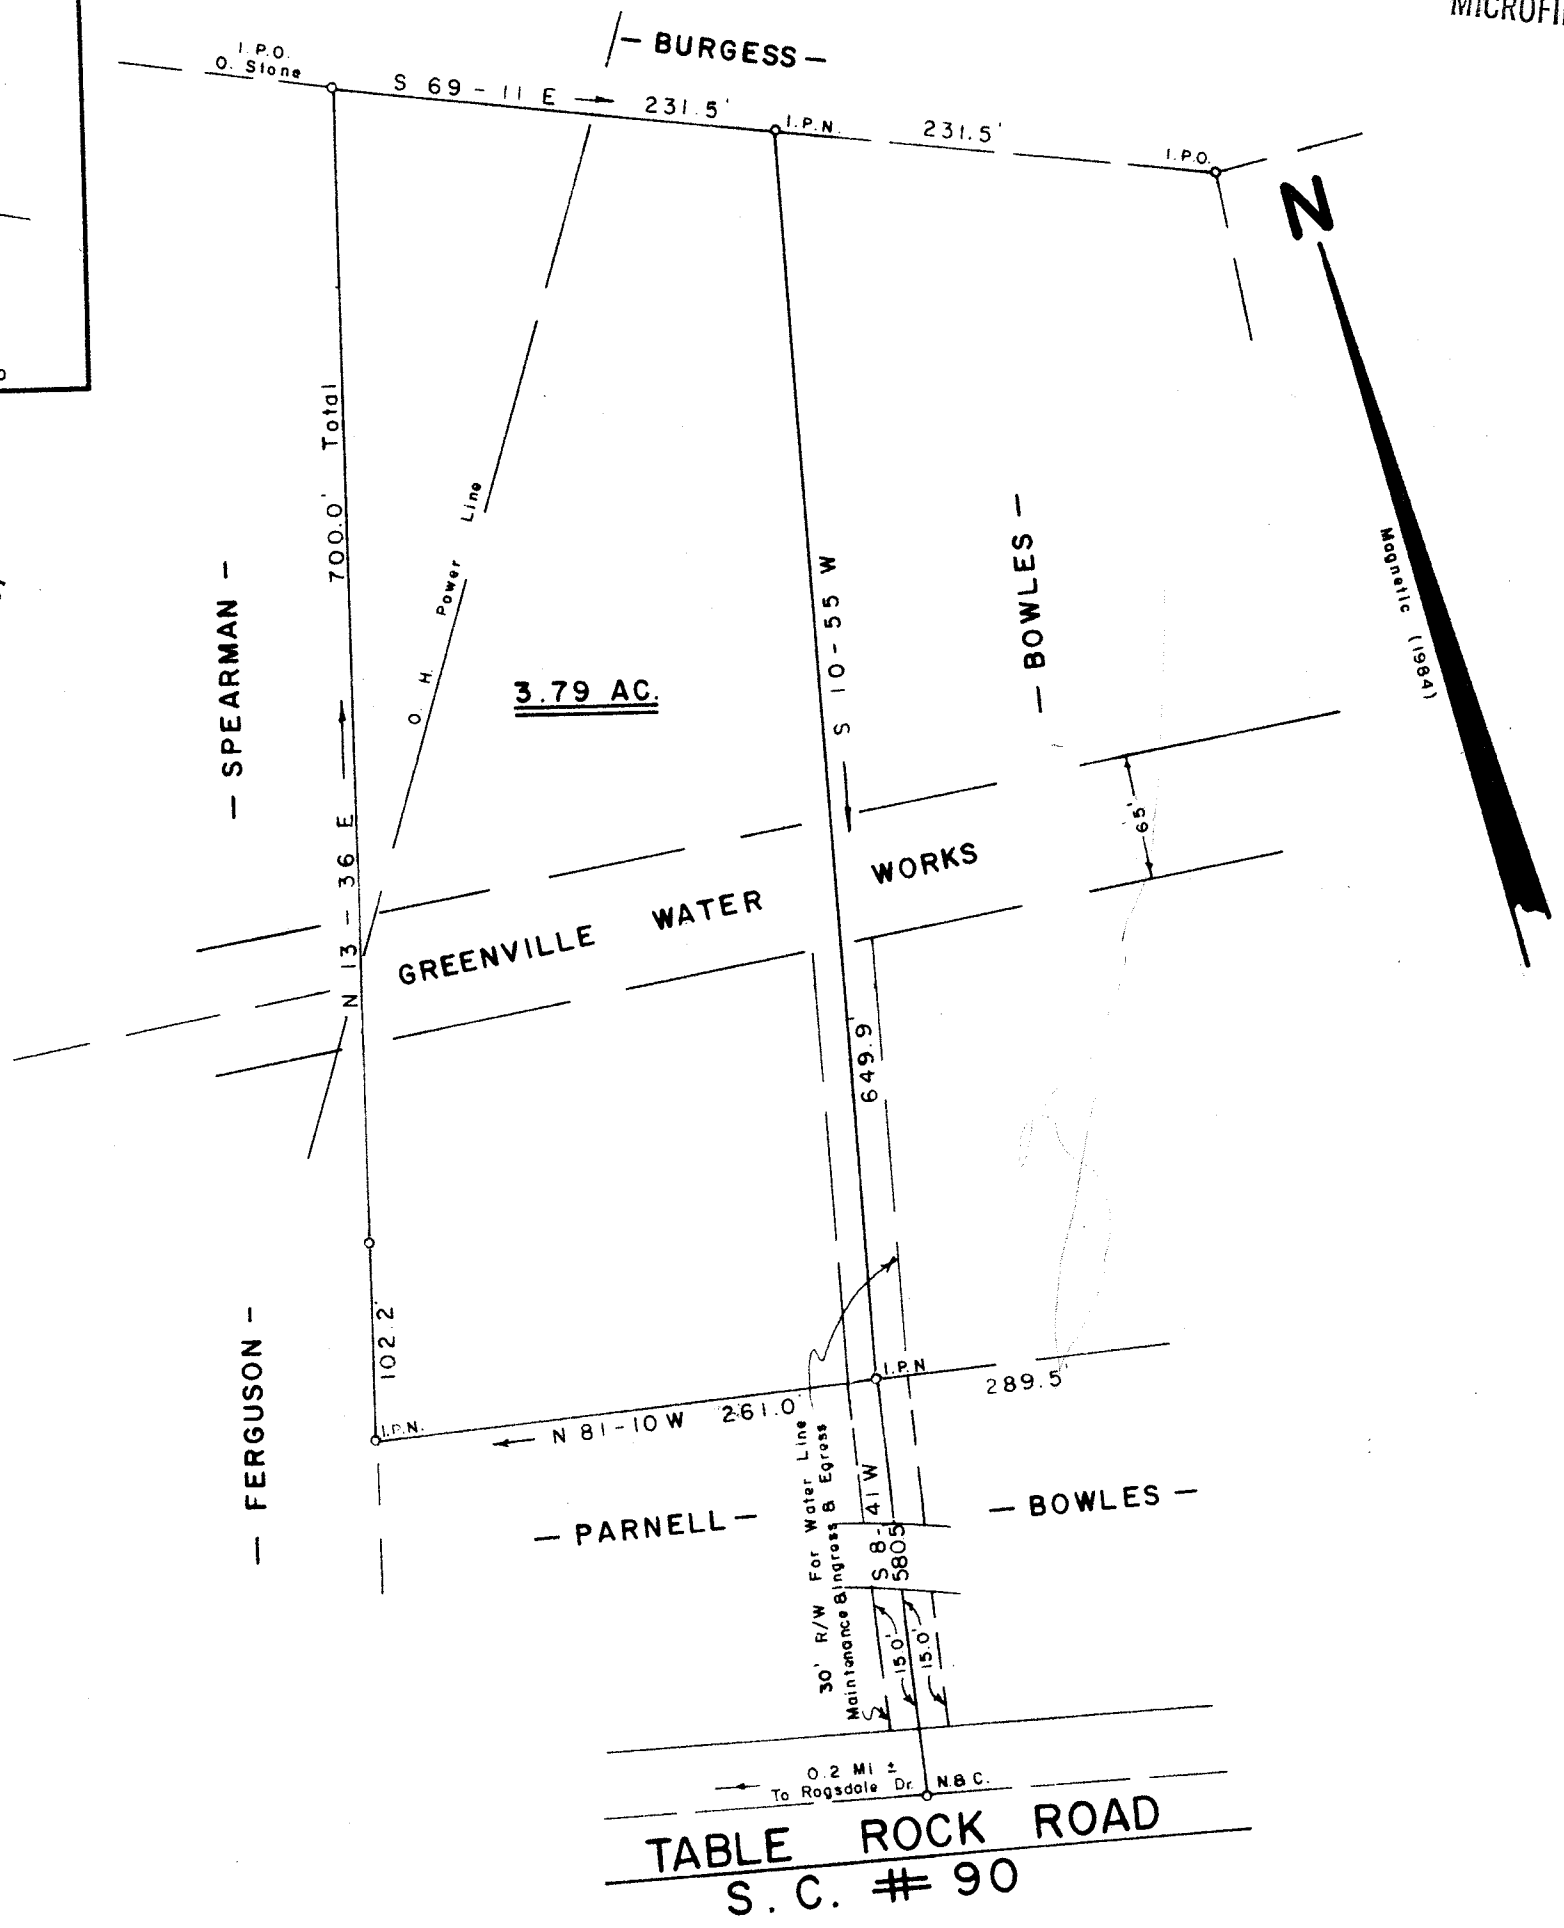 — BURGESS —
I.P.O.
O. Stone
S 69 - 11 E
231.5'
I.P.N.
231.5'
I.P.O.
N
Magnetic (1984)
700.0' Total
O. H. Power Line
— SPEARMAN —
3.79 AC.
S 10-55 W
— BOWLES —
65'
N 13 - 36 E
GREENVILLE WATER WORKS
649.9'
102.2'
— FERGUSON —
I.P.N.
N 81-10 W 261.0'
I.P.N
289.5'
— PARNELL —
— BOWLES —
30' R/W For Water Line
Maintenance & Ingress & Egress
S 8-41 W
580.5'
15.0'
15.0'
0.2 Mi ±
To Ragsdale Dr.
N.& C.
TABLE ROCK ROAD
S. C. # 90